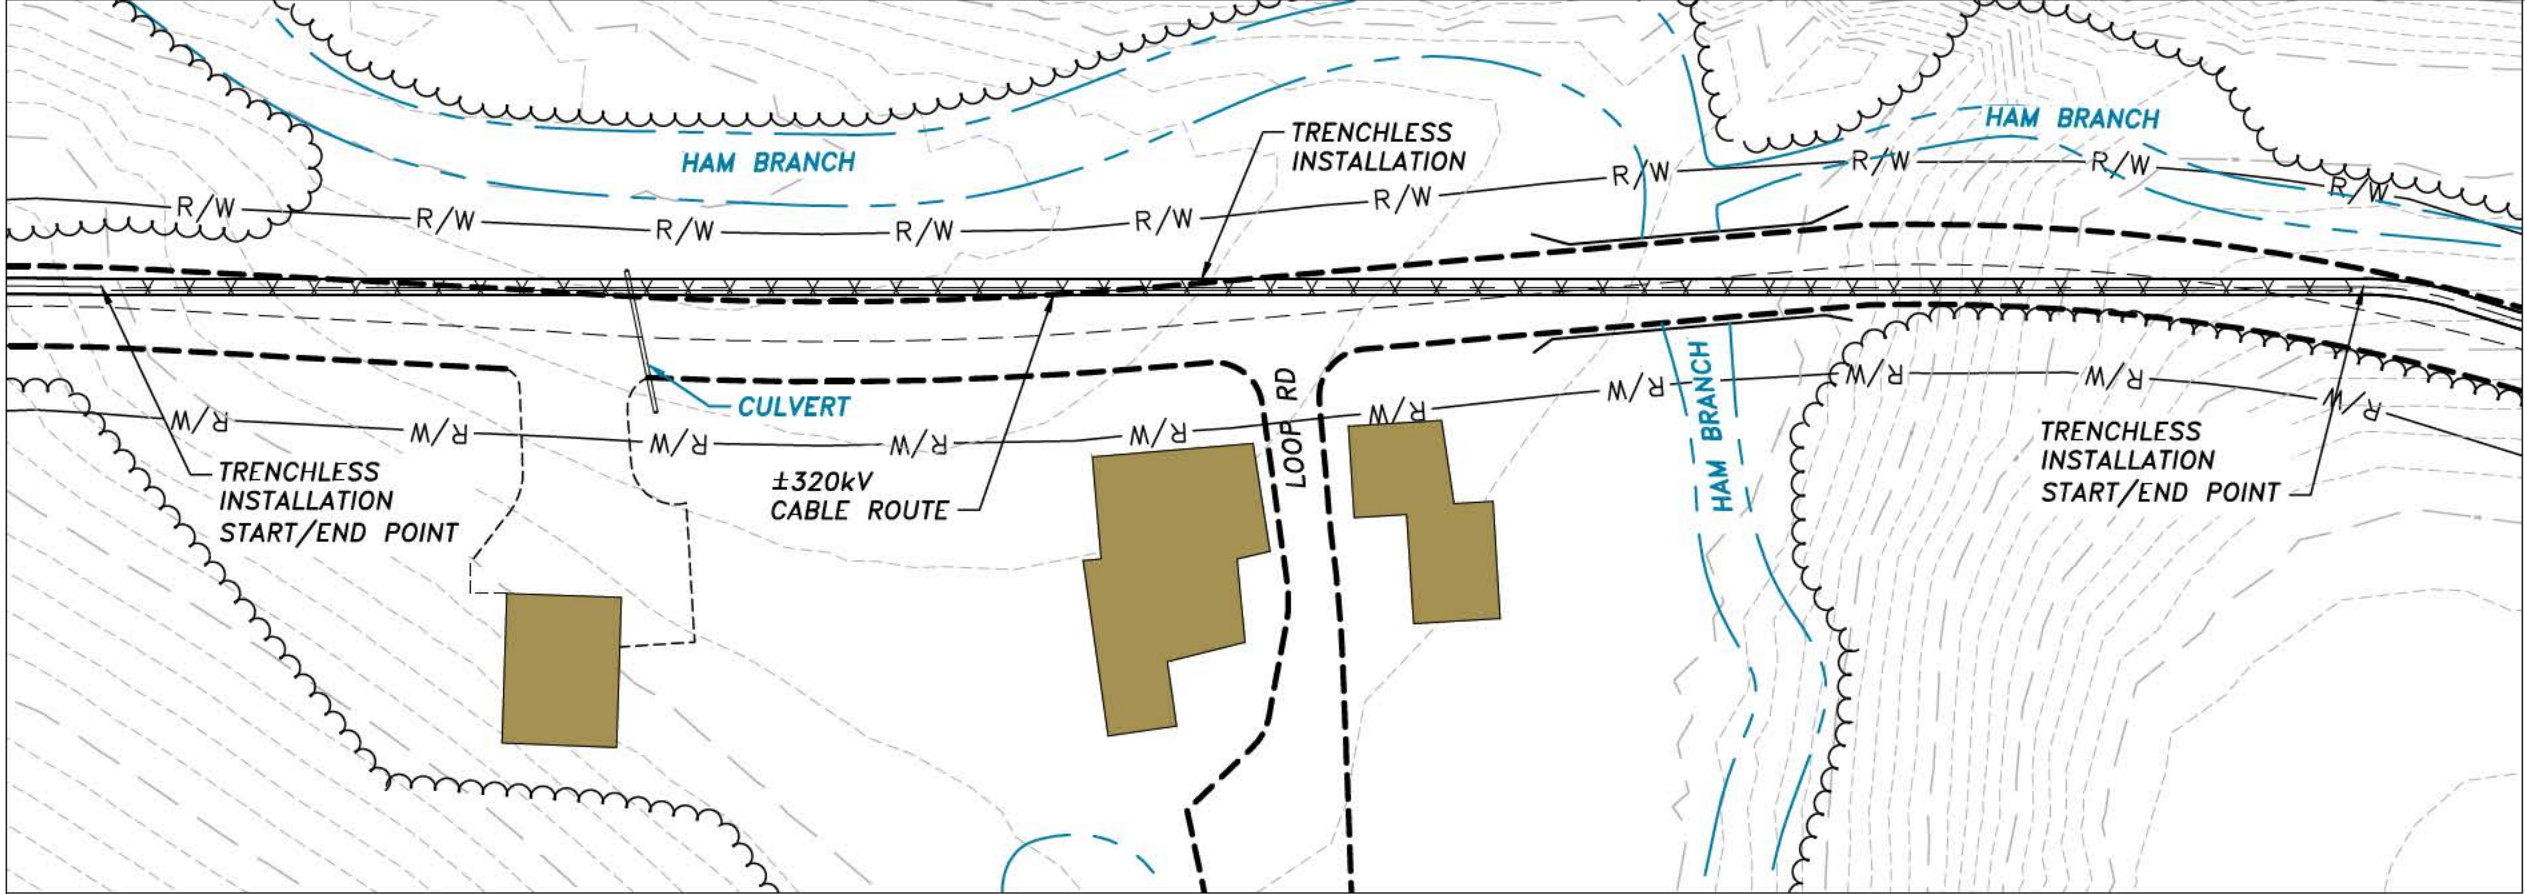 HAM BRANCH
TRENCHLESS
INSTALLATION
HAM BRANCH
R/W
R/W
R/W
R/W
R/W
R/W
R/W
R/W
R/W
R/W
CULVERT
LOOP RD
HAM BRANCH
R/W
R/W
R/W
R/W
R/W
R/W
R/W
R/W
R/W
R/W
TRENCHLESS
INSTALLATION
START/END POINT
±320kV
CABLE ROUTE
TRENCHLESS
INSTALLATION
START/END POINT